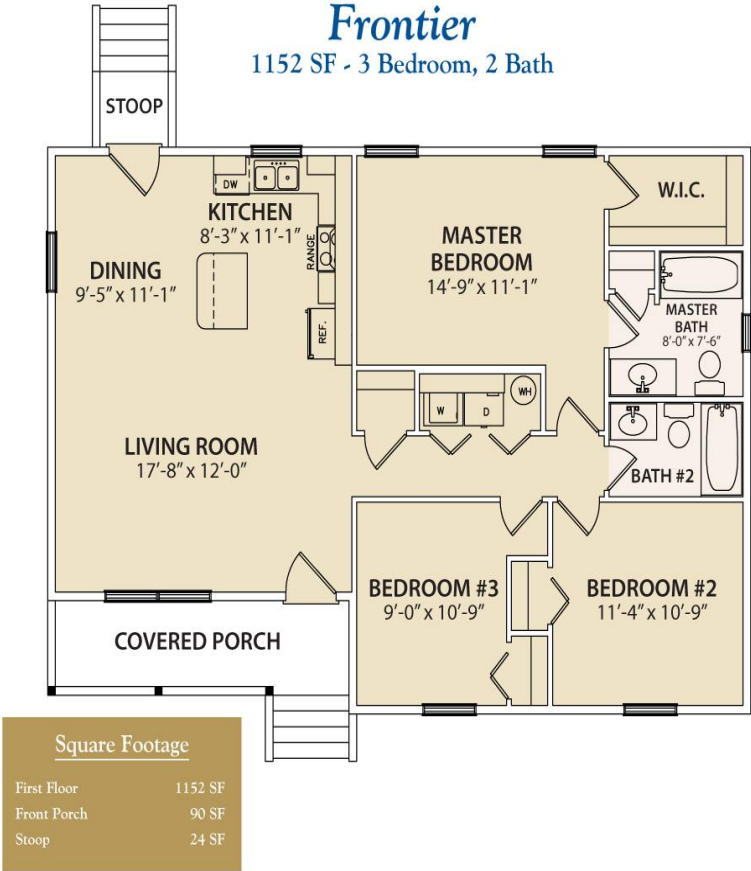 Frontier
1152 SF - 3 Bedroom, 2 Bath
STOOP
DW
KITCHEN
8'-3" x 11'-1"
RANGE
REF.
DINING
9'-5" x 11'-1"
MASTER
BEDROOM
14'-9" x 11'-1"
W.I.C.
MASTER
BATH
8'-0" x 7'-6"
W
D
WH
LIVING ROOM
17'-8" x 12'-0"
BATH #2
BEDROOM #3
9'-0" x 10'-9"
BEDROOM #2
11'-4" x 10'-9"
COVERED PORCH
Square Footage
First Floor 1152 SF
Front Porch 90 SF
Stoop 24 SF